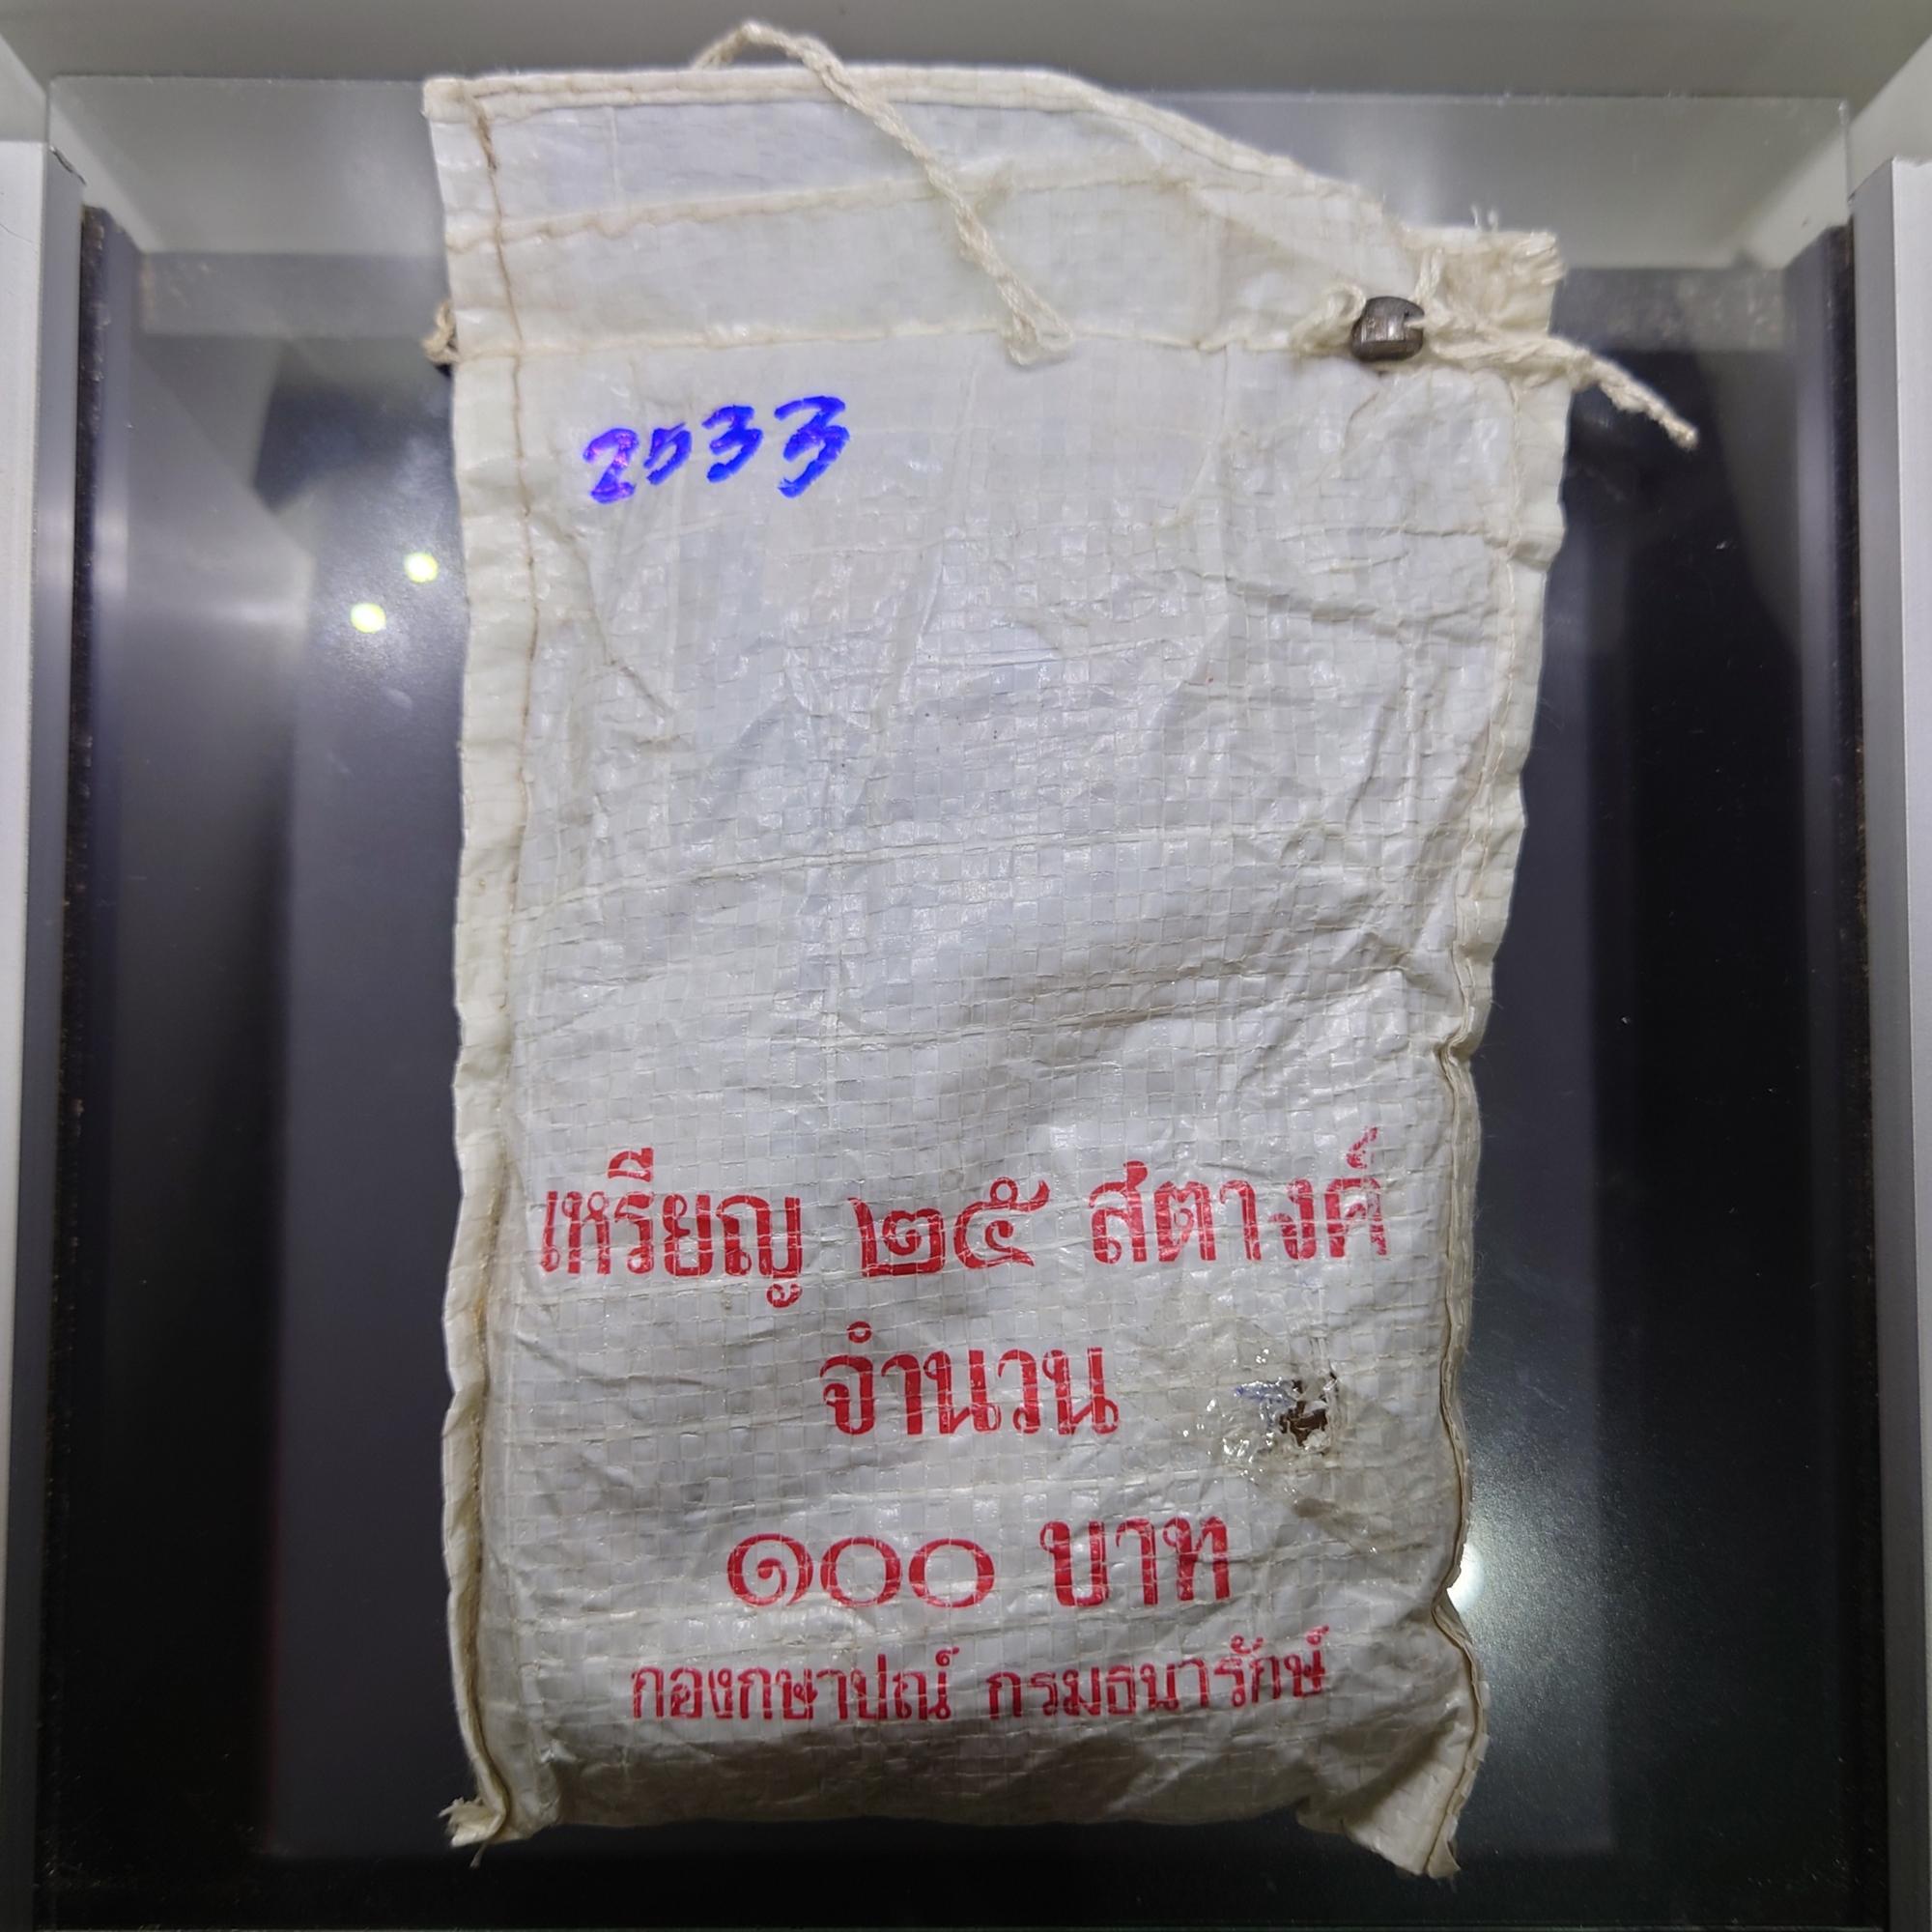 2533
เหรียญ ๒๕ สตางค์
จำนวน
๑๐๐ บาท
กองกษาปณ์ กรมธนารักษ์